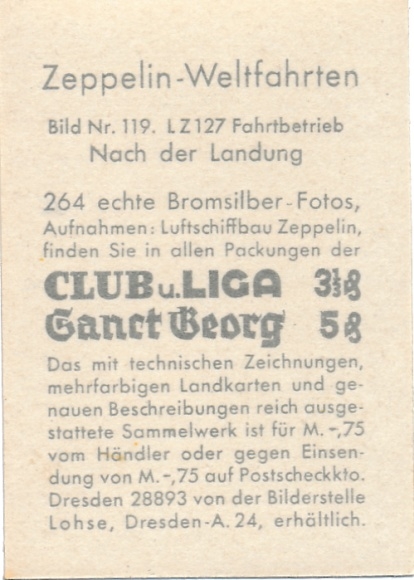 Zeppelin-Weltfahrten
Bild Nr. 119. LZ127 Fahrtbetrieb
Nach der Landung
264 echte Bromsilber-Fotos,
Aufnahmen: Luftschiffbau Zeppelin,
finden Sie in allen Packungen der
CLUB u. LIGA 3⅓ ₰
Sanct Georg 5 ₰
Das mit technischen Zeichnungen,
mehrfarbigen Landkarten und ge-
nauen Beschreibungen reich ausge-
stattete Sammelwerk ist für M. -,75
vom Händler oder gegen Einsen-
dung von M. -,75 auf Postscheckkto.
Dresden 28893 von der Bilderstelle
Lohse, Dresden-A. 24, erhältlich.